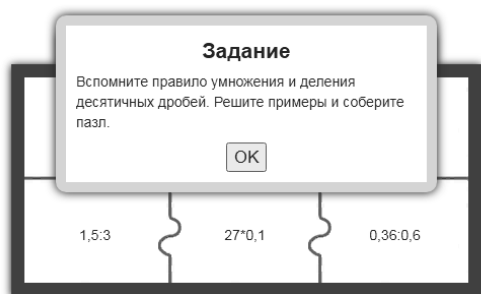 Задание
Вспомните правило умножения и деления
десятичных дробей. Решите примеры и соберите
пазл.
OK
1,5:3 27*0,1 0,36:0,6